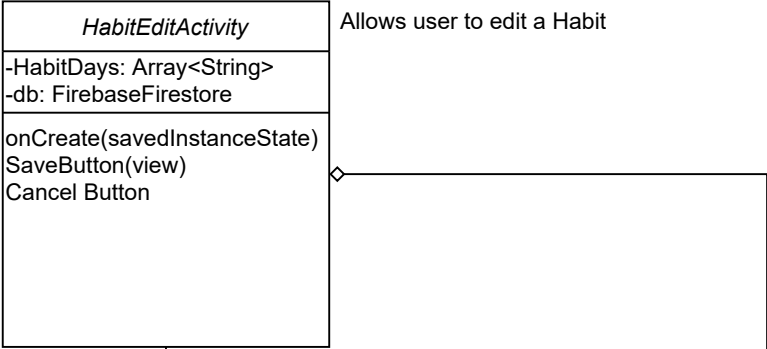 HabitEditActivity
Allows user to edit a Habit
-HabitDays: Array<String>
-db: FirebaseFirestore
onCreate(savedInstanceState)
SaveButton(view)
Cancel Button